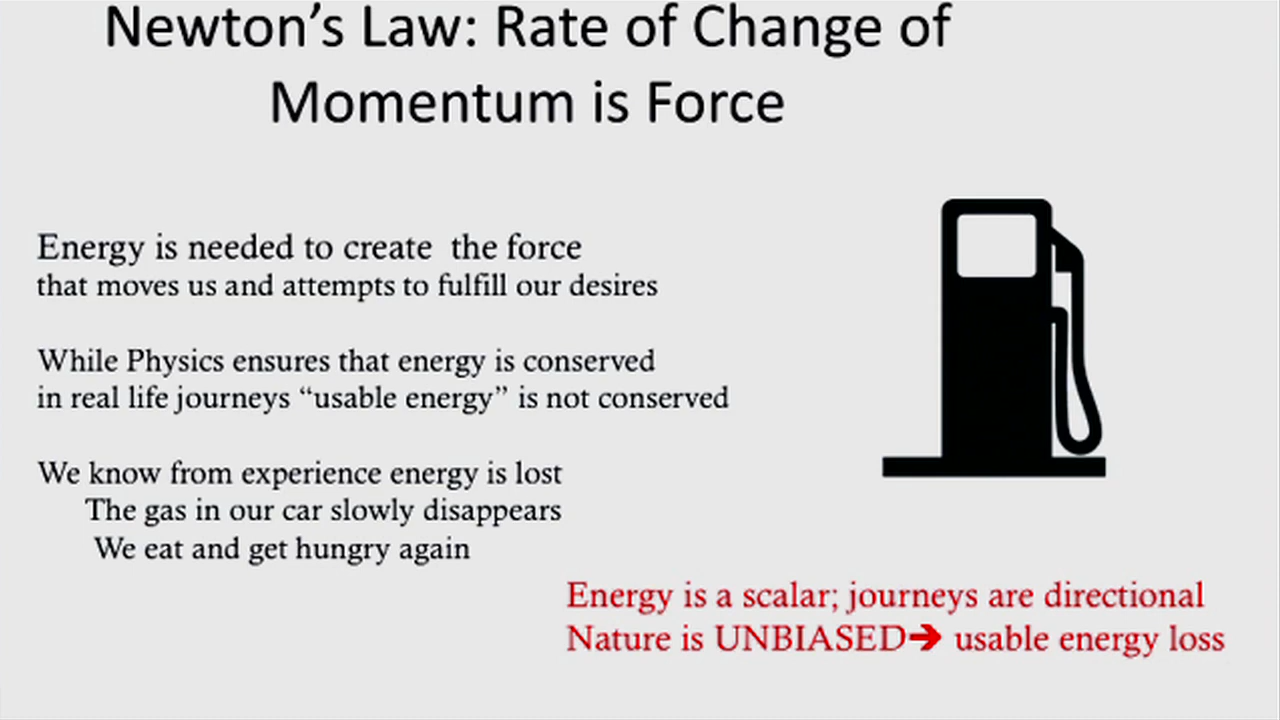 Newton’s Law: Rate of Change of
Momentum is Force
Energy is needed to create the force
that moves us and attempts to fulfill our desires
While Physics ensures that energy is conserved
in real life journeys “usable energy” is not conserved
We know from experience energy is lost
The gas in our car slowly disappears
We eat and get hungry again
Energy is a scalar; journeys are directional
Nature is UNBIASED➔ usable energy loss